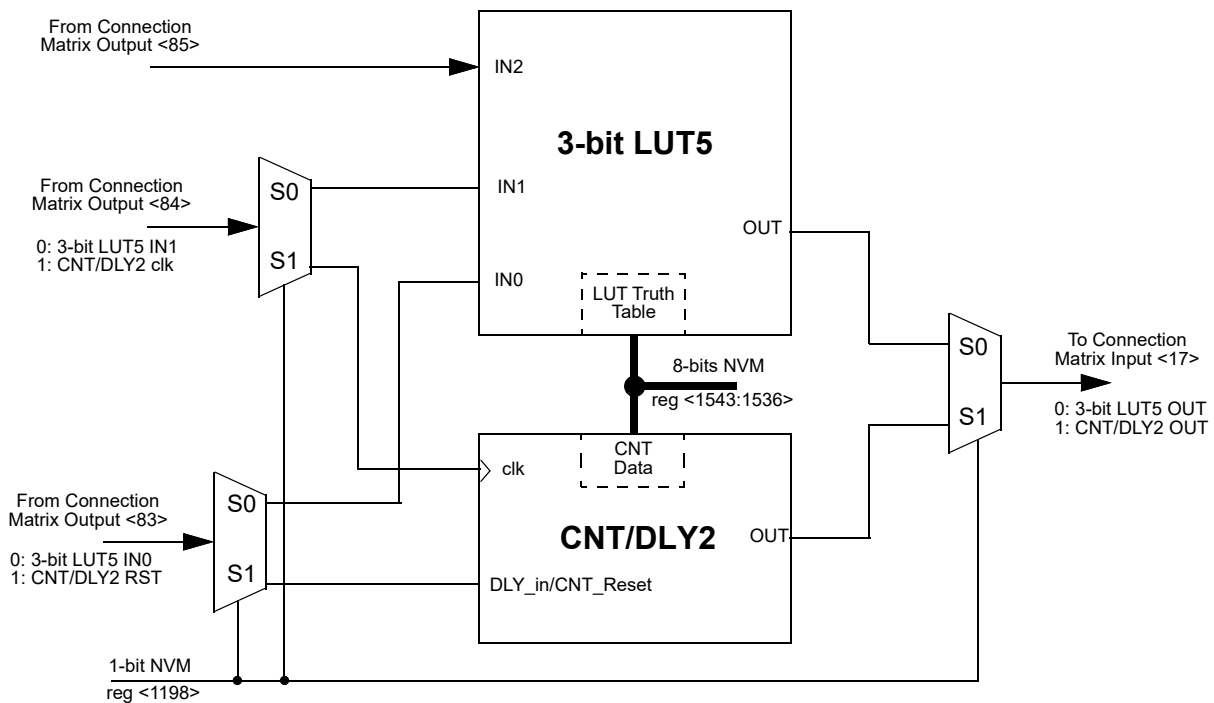 From Connection
Matrix Output <85>
IN2
3-bit LUT5
From Connection
Matrix Output <84>
0: 3-bit LUT5 IN1
1: CNT/DLY2 clk
S0
S1
IN1
IN0
OUT
LUT Truth
Table
8-bits NVM
reg <1543:1536>
S0
S1
To Connection
Matrix Input <17>
0: 3-bit LUT5 OUT
1: CNT/DLY2 OUT
CNT
Data
clk
CNT/DLY2
OUT
DLY_in/CNT_Reset
From Connection
Matrix Output <83>
0: 3-bit LUT5 IN0
1: CNT/DLY2 RST
S0
S1
1-bit NVM
reg <1198>